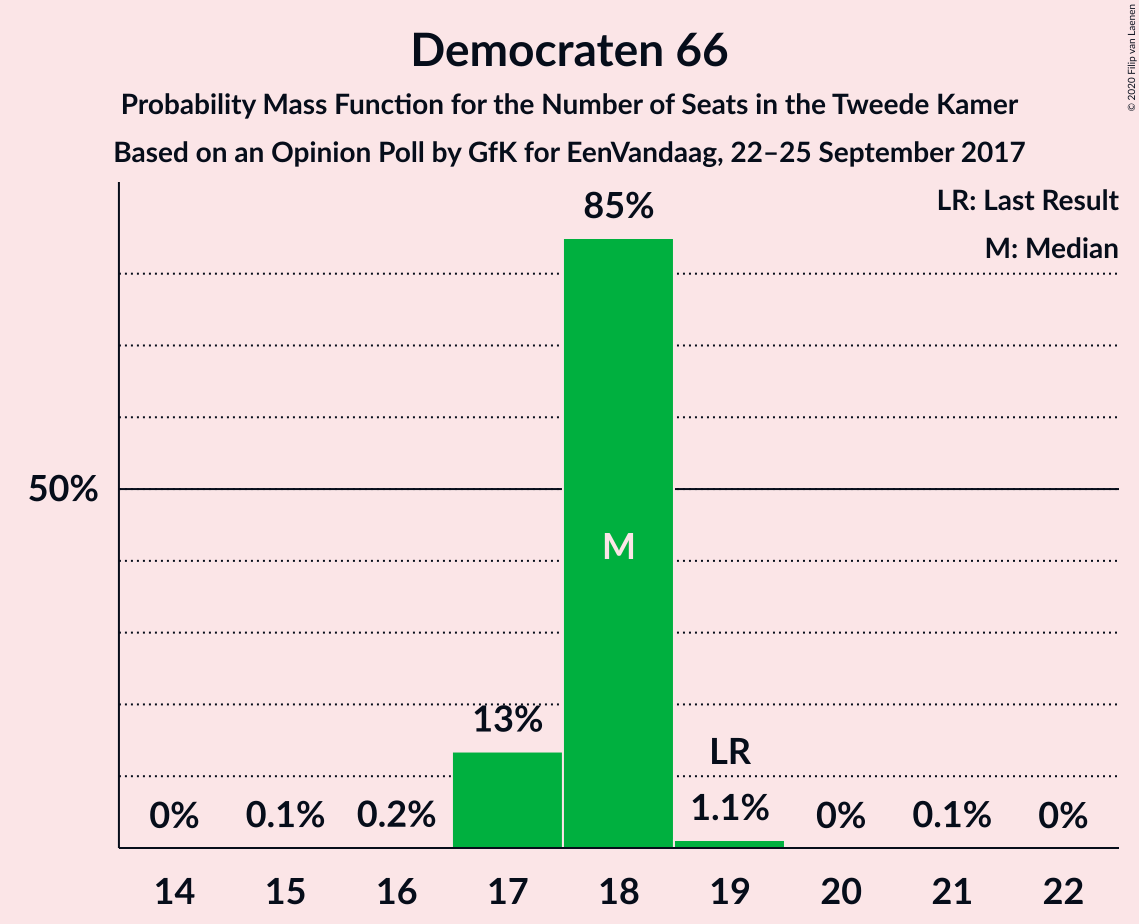 Democraten 66
Probability Mass Function for the Number of Seats in the Tweede Kamer
Based on an Opinion Poll by GfK for EenVandaag, 22–25 September 2017
© 2020 Filip van Laenen
LR: Last Result
M: Median
85%
50%
M
13%
LR
0%
0.1%
0.2%
1.1%
0%
0.1%
0%
14 15 16 17 18 19 20 21 22